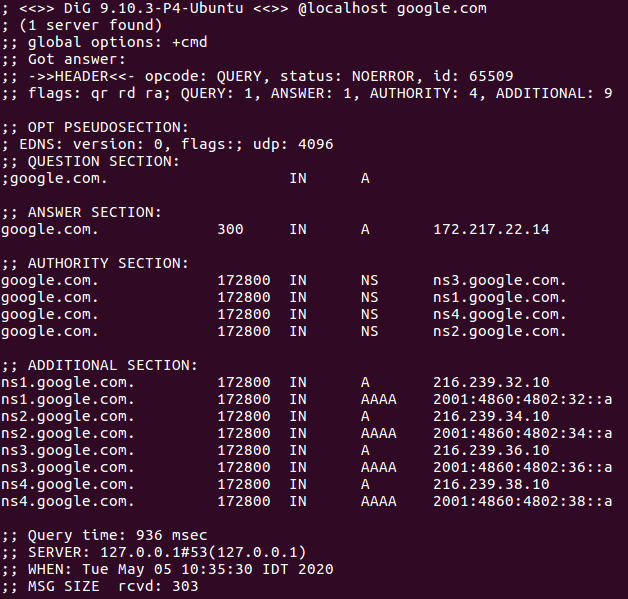 ; <<>> DiG 9.10.3-P4-Ubuntu <<>> @localhost google.com
; (1 server found)
;; global options: +cmd
;; Got answer:
;; ->>HEADER<<- opcode: QUERY, status: NOERROR, id: 65509
;; flags: qr rd ra; QUERY: 1, ANSWER: 1, AUTHORITY: 4, ADDITIONAL: 9

;; OPT PSEUDOSECTION:
; EDNS: version: 0, flags:; udp: 4096
;; QUESTION SECTION:
;google.com.			IN	A

;; ANSWER SECTION:
google.com.		300	IN	A	172.217.22.14

;; AUTHORITY SECTION:
google.com.		172800	IN	NS	ns3.google.com.
google.com.		172800	IN	NS	ns1.google.com.
google.com.		172800	IN	NS	ns4.google.com.
google.com.		172800	IN	NS	ns2.google.com.

;; ADDITIONAL SECTION:
ns1.google.com.		172800	IN	A	216.239.32.10
ns1.google.com.		172800	IN	AAAA	2001:4860:4802:32::a
ns2.google.com.		172800	IN	A	216.239.34.10
ns2.google.com.		172800	IN	AAAA	2001:4860:4802:34::a
ns3.google.com.		172800	IN	A	216.239.36.10
ns3.google.com.		172800	IN	AAAA	2001:4860:4802:36::a
ns4.google.com.		172800	IN	A	216.239.38.10
ns4.google.com.		172800	IN	AAAA	2001:4860:4802:38::a

;; Query time: 936 msec
;; SERVER: 127.0.0.1#53(127.0.0.1)
;; WHEN: Tue May 05 10:35:30 IDT 2020
;; MSG SIZE  rcvd: 303